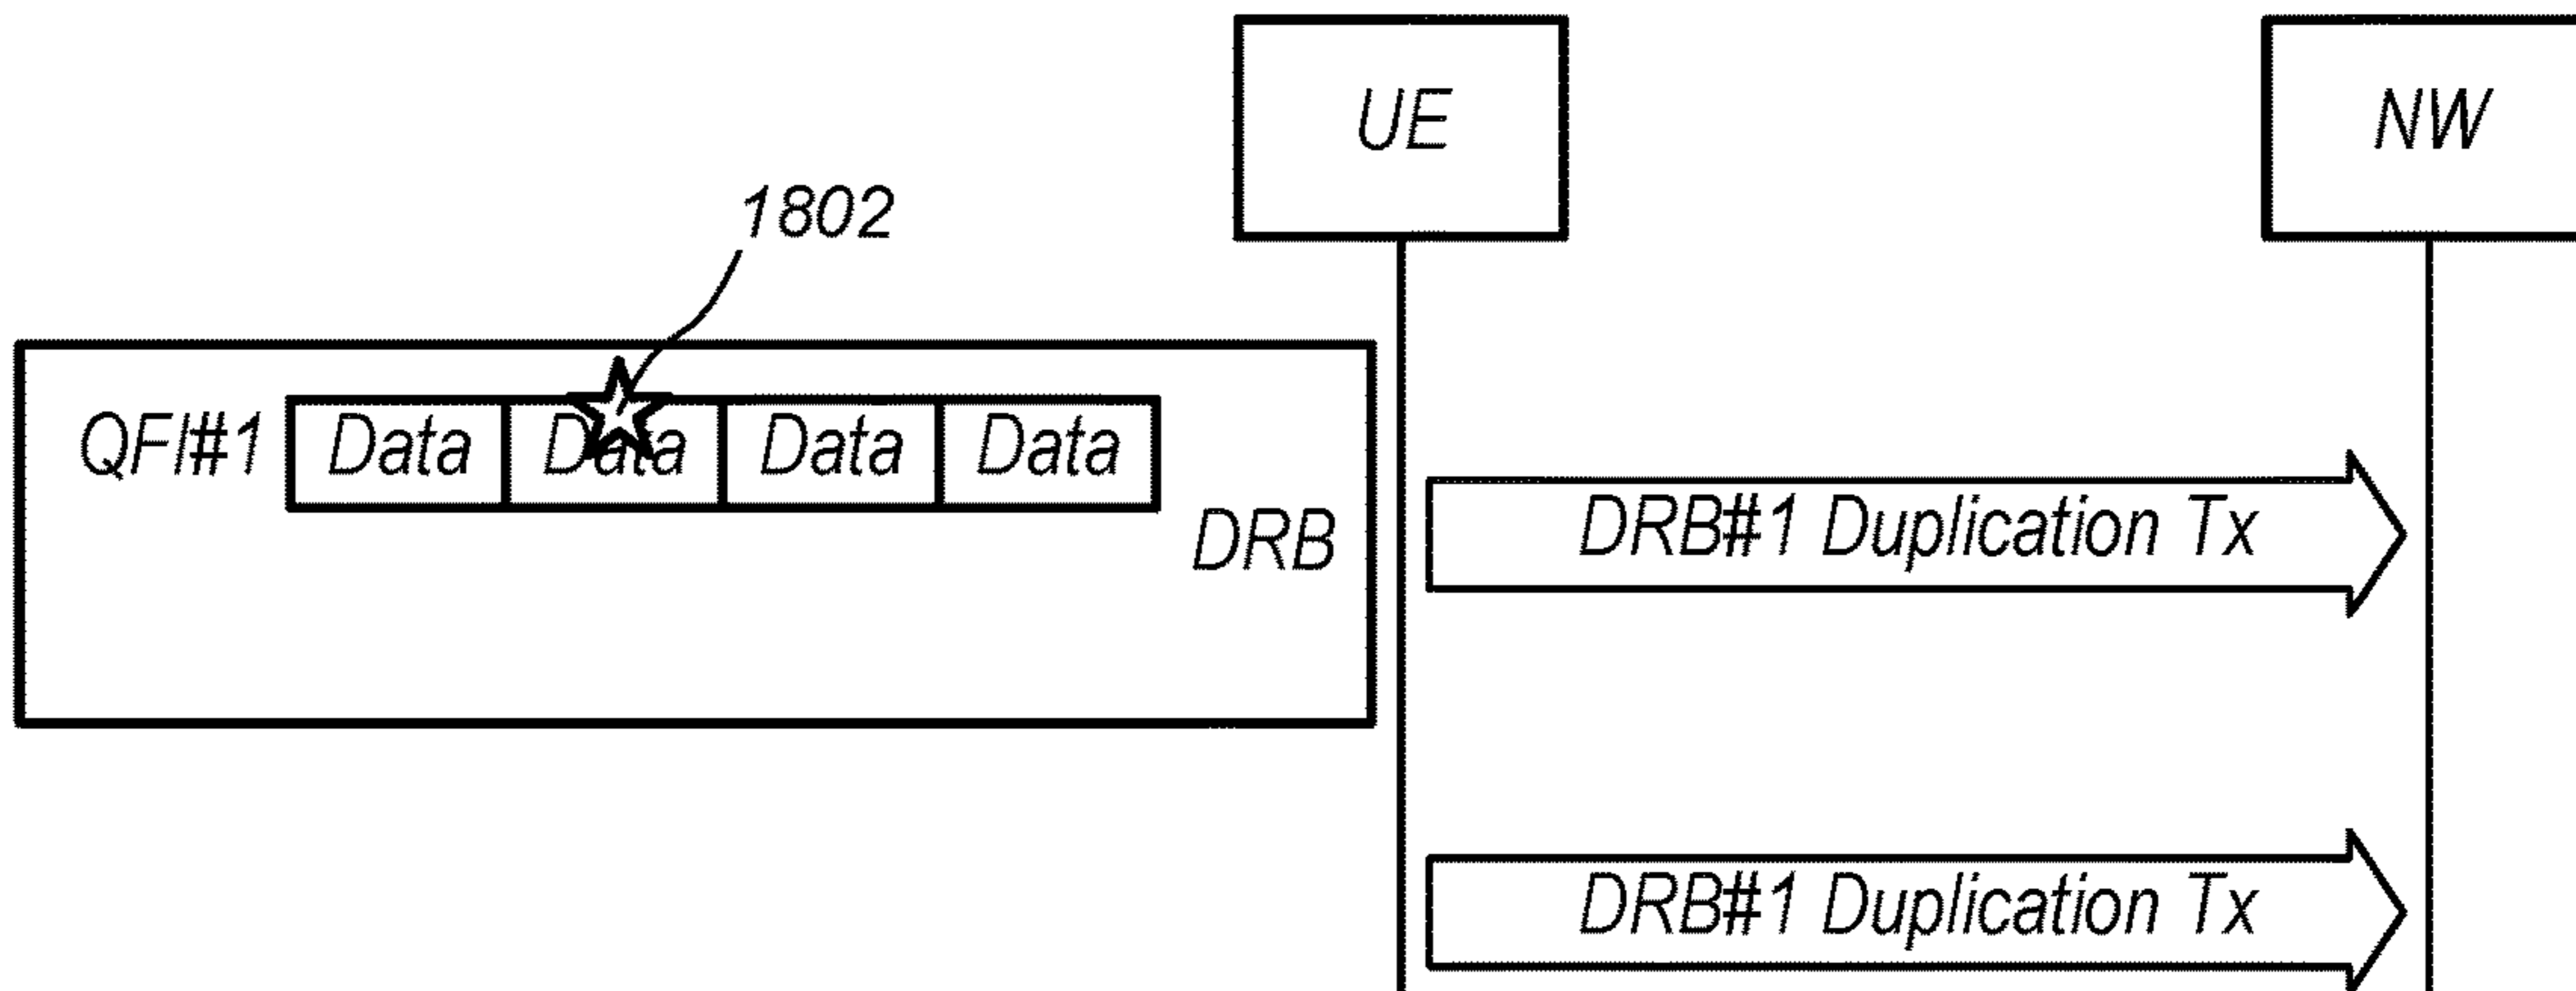 UE
NW
1802
QFI#1 Data Data Data Data
DRB
DRB#1 Duplication Tx
DRB#1 Duplication Tx